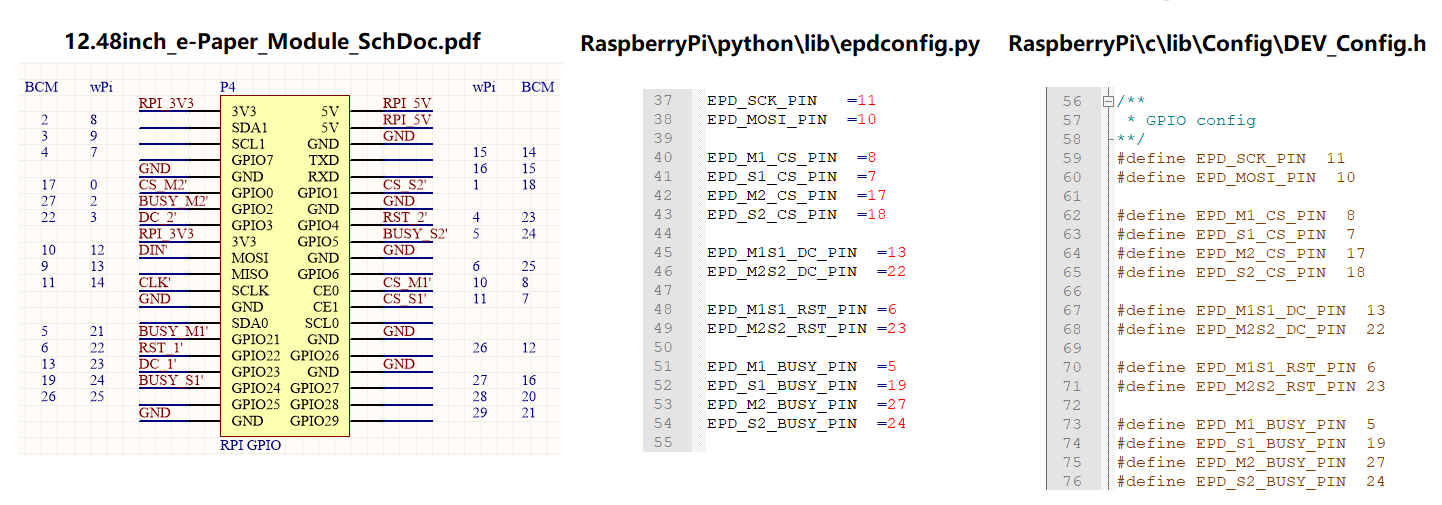 12.48inch_e-Paper_Module_SchDoc.pdf
BCM wPi P4 wPi BCM
RPI_3V3 3V3 5V RPI_5V
2 8 SDA1 5V RPI_5V
3 9 SCL1 GND GND
4 7 GPIO7 TXD 15 14
GND GND RXD 16 15
17 0 CS_M2' GPIO0 GPIO1 CS_S2' 1 18
27 2 BUSY_M2' GPIO2 GND GND
22 3 DC_2' GPIO3 GPIO4 RST_2' 4 23
RPI_3V3 3V3 GPIO5 BUSY_S2' 5 24
10 12 DIN' MOSI GND GND
9 13 MISO GPIO6 6 25
11 14 CLK' SCLK CE0 CS_M1' 10 8
GND GND CE1 CS_S1' 11 7
SDA0 SCL0
5 21 BUSY_M1' GPIO21 GND GND
6 22 RST_1' GPIO22 GPIO26 26 12
13 23 DC_1' GPIO23 GND GND
19 24 BUSY_S1' GPIO24 GPIO27 27 16
26 25 GPIO25 GPIO28 28 20
GND GND GPIO29 29 21
RPI GPIO
RaspberryPi\python\lib\epdconfig.py
37 EPD_SCK_PIN =11
38 EPD_MOSI_PIN =10
39
40 EPD_M1_CS_PIN =8
41 EPD_S1_CS_PIN =7
42 EPD_M2_CS_PIN =17
43 EPD_S2_CS_PIN =18
44
45 EPD_M1S1_DC_PIN =13
46 EPD_M2S2_DC_PIN =22
47
48 EPD_M1S1_RST_PIN =6
49 EPD_M2S2_RST_PIN =23
50
51 EPD_M1_BUSY_PIN =5
52 EPD_S1_BUSY_PIN =19
53 EPD_M2_BUSY_PIN =27
54 EPD_S2_BUSY_PIN =24
55
RaspberryPi\c\lib\Config\DEV_Config.h
56 /**
57 * GPIO config
58 **/
59 #define EPD_SCK_PIN 11
60 #define EPD_MOSI_PIN 10
61
62 #define EPD_M1_CS_PIN 8
63 #define EPD_S1_CS_PIN 7
64 #define EPD_M2_CS_PIN 17
65 #define EPD_S2_CS_PIN 18
66
67 #define EPD_M1S1_DC_PIN 13
68 #define EPD_M2S2_DC_PIN 22
69
70 #define EPD_M1S1_RST_PIN 6
71 #define EPD_M2S2_RST_PIN 23
72
73 #define EPD_M1_BUSY_PIN 5
74 #define EPD_S1_BUSY_PIN 19
75 #define EPD_M2_BUSY_PIN 27
76 #define EPD_S2_BUSY_PIN 24